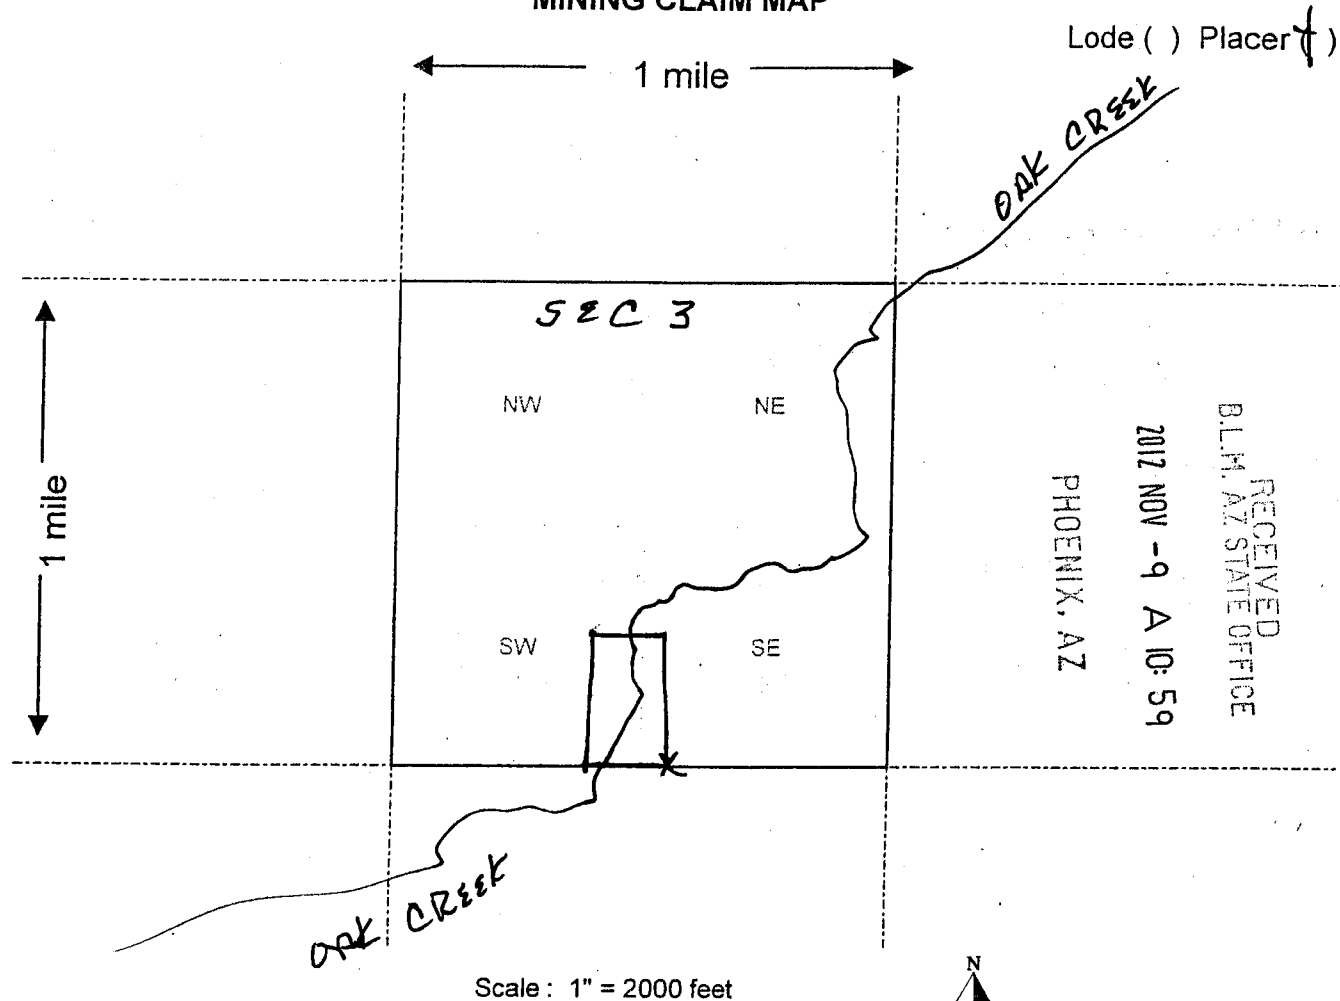 MINING CLAIM MAP
Lode ( ) Placer ( )
1 mile
OAK CREEK
SEC 3
NW
NE
1 mile
SW
SE
RECEIVED
B.L.M. AZ STATE OFFICE
2012 NOV -9 A 10:59
PHOENIX, AZ
OAK CREEK
Scale : 1" = 2000 feet
N